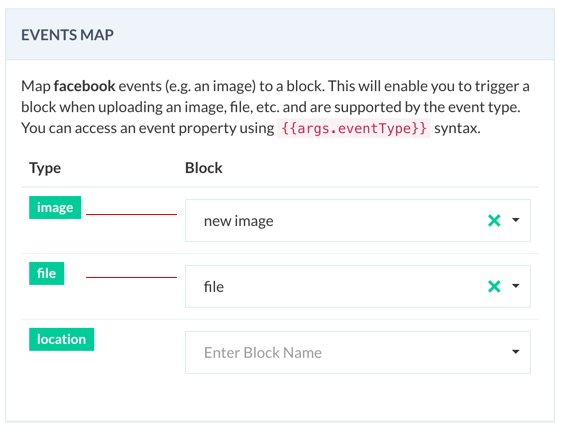 EVENTS MAP
Map facebook events (e.g. an image) to a block. This will enable you to trigger a
block when uploading an image, file, etc. and are supported by the event type.
You can access an event property using {{args.eventType}} syntax.
Type Block
image new image
file file
location Enter Block Name